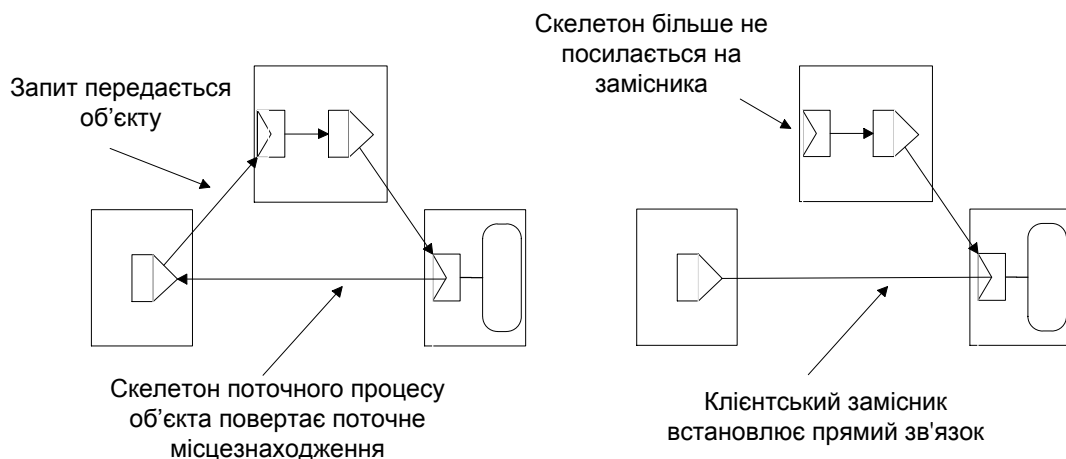 Запит передається
об’єкту
Скелетон поточного процесу
об’єкта повертає поточне
місцезнаходження
Скелетон більше не
посилається на
замісника
Клієнтський замісник
встановлює прямий зв'язок